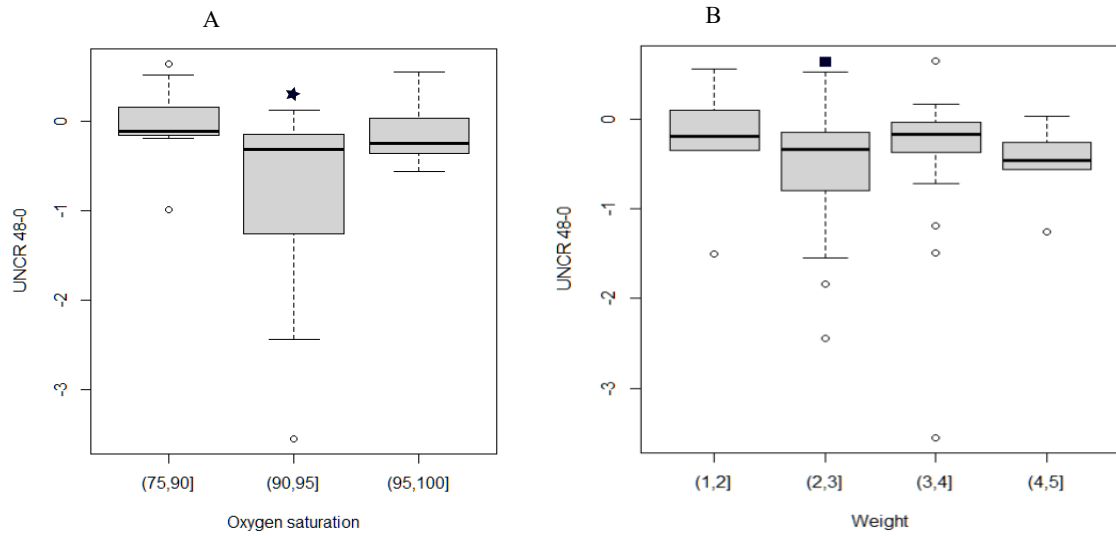 A
UNCR 48-0
0
-1
-2
-3
(75,90] (90,95] (95,100]
Oxygen saturation
B
UNCR 48-0
0
-1
-2
-3
(1,2] (2,3] (3,4] (4,5]
Weight